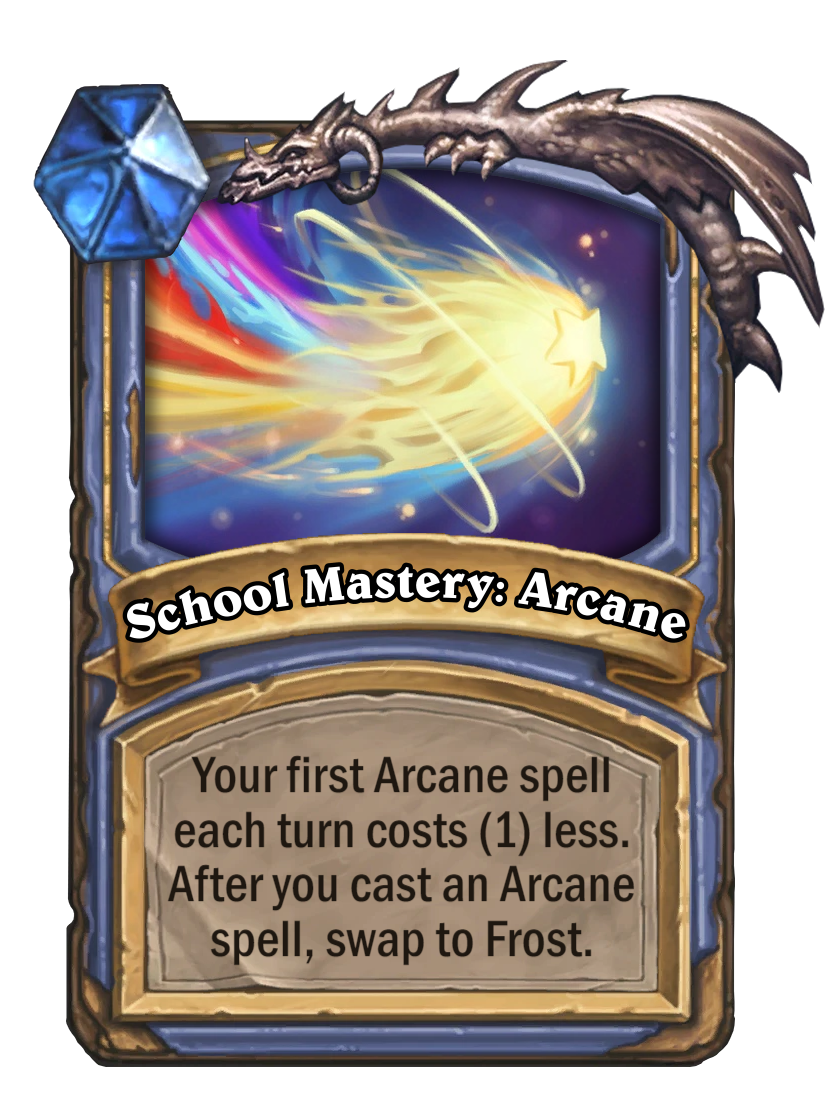 School Mastery: Arcane
Your first Arcane spell
each turn costs (1) less.
After you cast an Arcane
spell, swap to Frost.